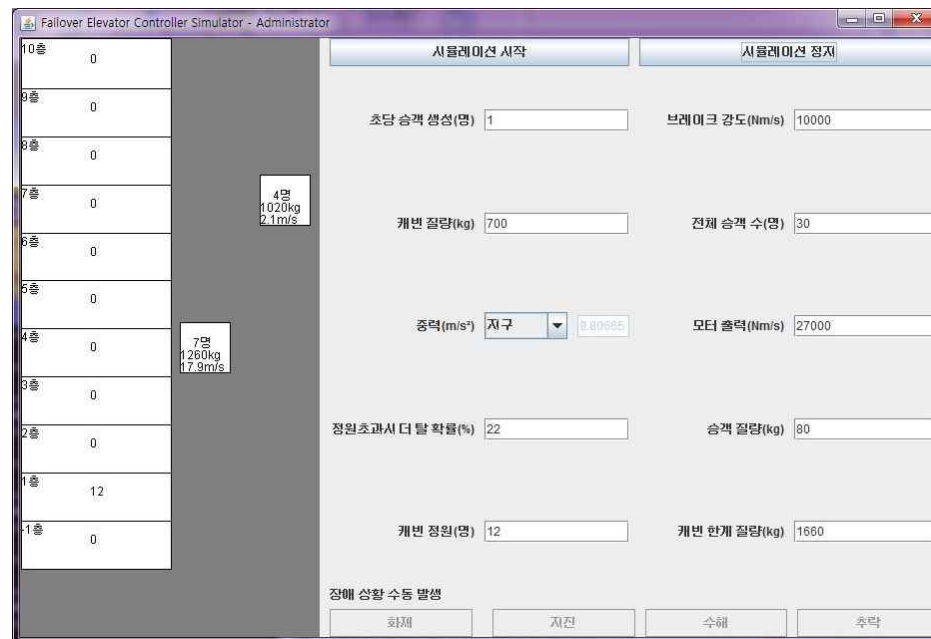 Failover Elevator Controller Simulator - Administrator
시뮬레이션 시작 시뮬레이션 정지
10층
0
9층
0
8층
0
7층
0
6층
0
5층
0
4층
0
3층
0
2층
0
1층
12
-1층
0
4명
1020kg
2.1m/s
7명
1260kg
17.9m/s
초당 승객 생성(명) 1 브레이크 강도(Nm/s) 10000
캐빈 질량(kg) 700 전체 승객 수(명) 30
중력(m/s²) 지구 9.80665 모터 출력(Nm/s) 27000
정원초과시 더 탈 확률(%) 22 승객 질량(kg) 80
캐빈 정원(명) 12 캐빈 한계 질량(kg) 1660
장애 상황 수동 발생
화재 지진 수해 추락